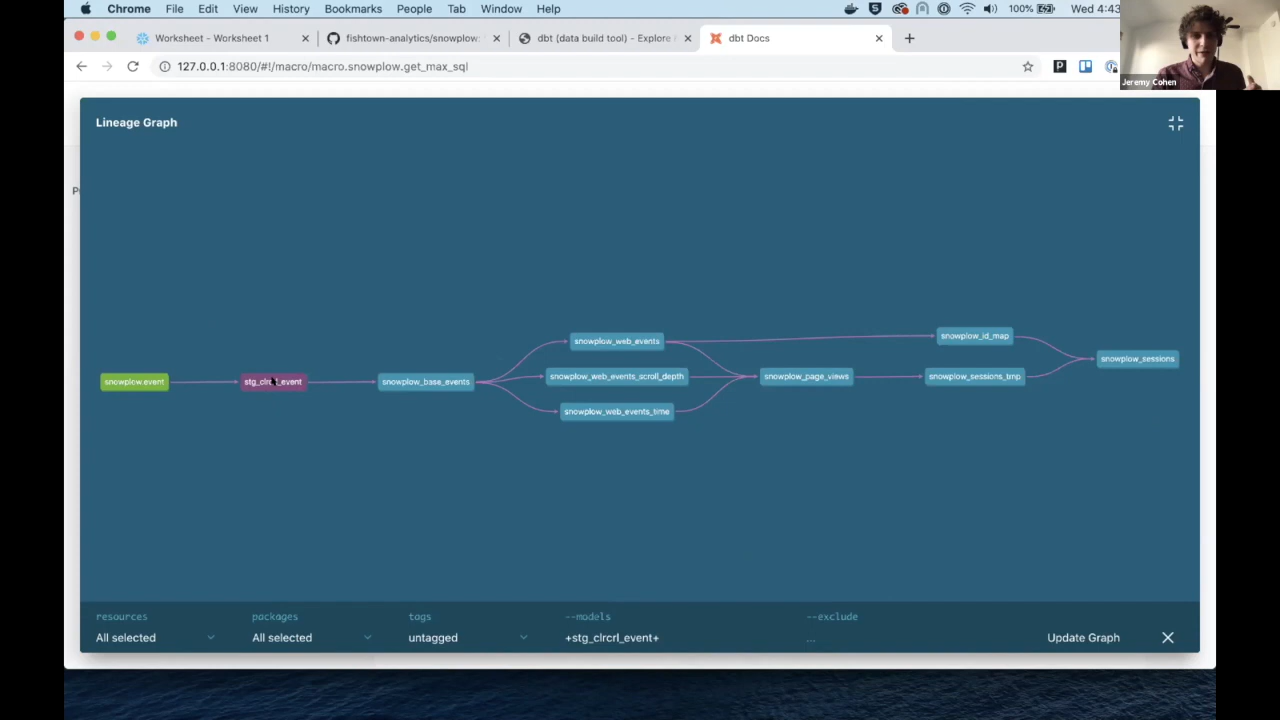 Chrome File Edit View History Bookmarks People Tab Window Help 100% Wed 4:43
Worksheet - Worksheet 1
fishtown-analytics/snowplow:
dbt (data build tool) - Explore
dbt Docs
127.0.0.1:8080/#!/macro/macro.snowplow.get_max_sql
P
Jeremy Cohen
Lineage Graph
snowplow_web_events
snowplow_id_map
snowplow_sessions
snowplow.event
stg_clrcrl_event
snowplow_base_events
snowplow_web_events_scroll_depth
snowplow_page_views
snowplow_sessions_tmp
snowplow_web_events_time
resources packages tags --models --exclude
All selected All selected untagged +stg_clrcrl_event+ ... Update Graph